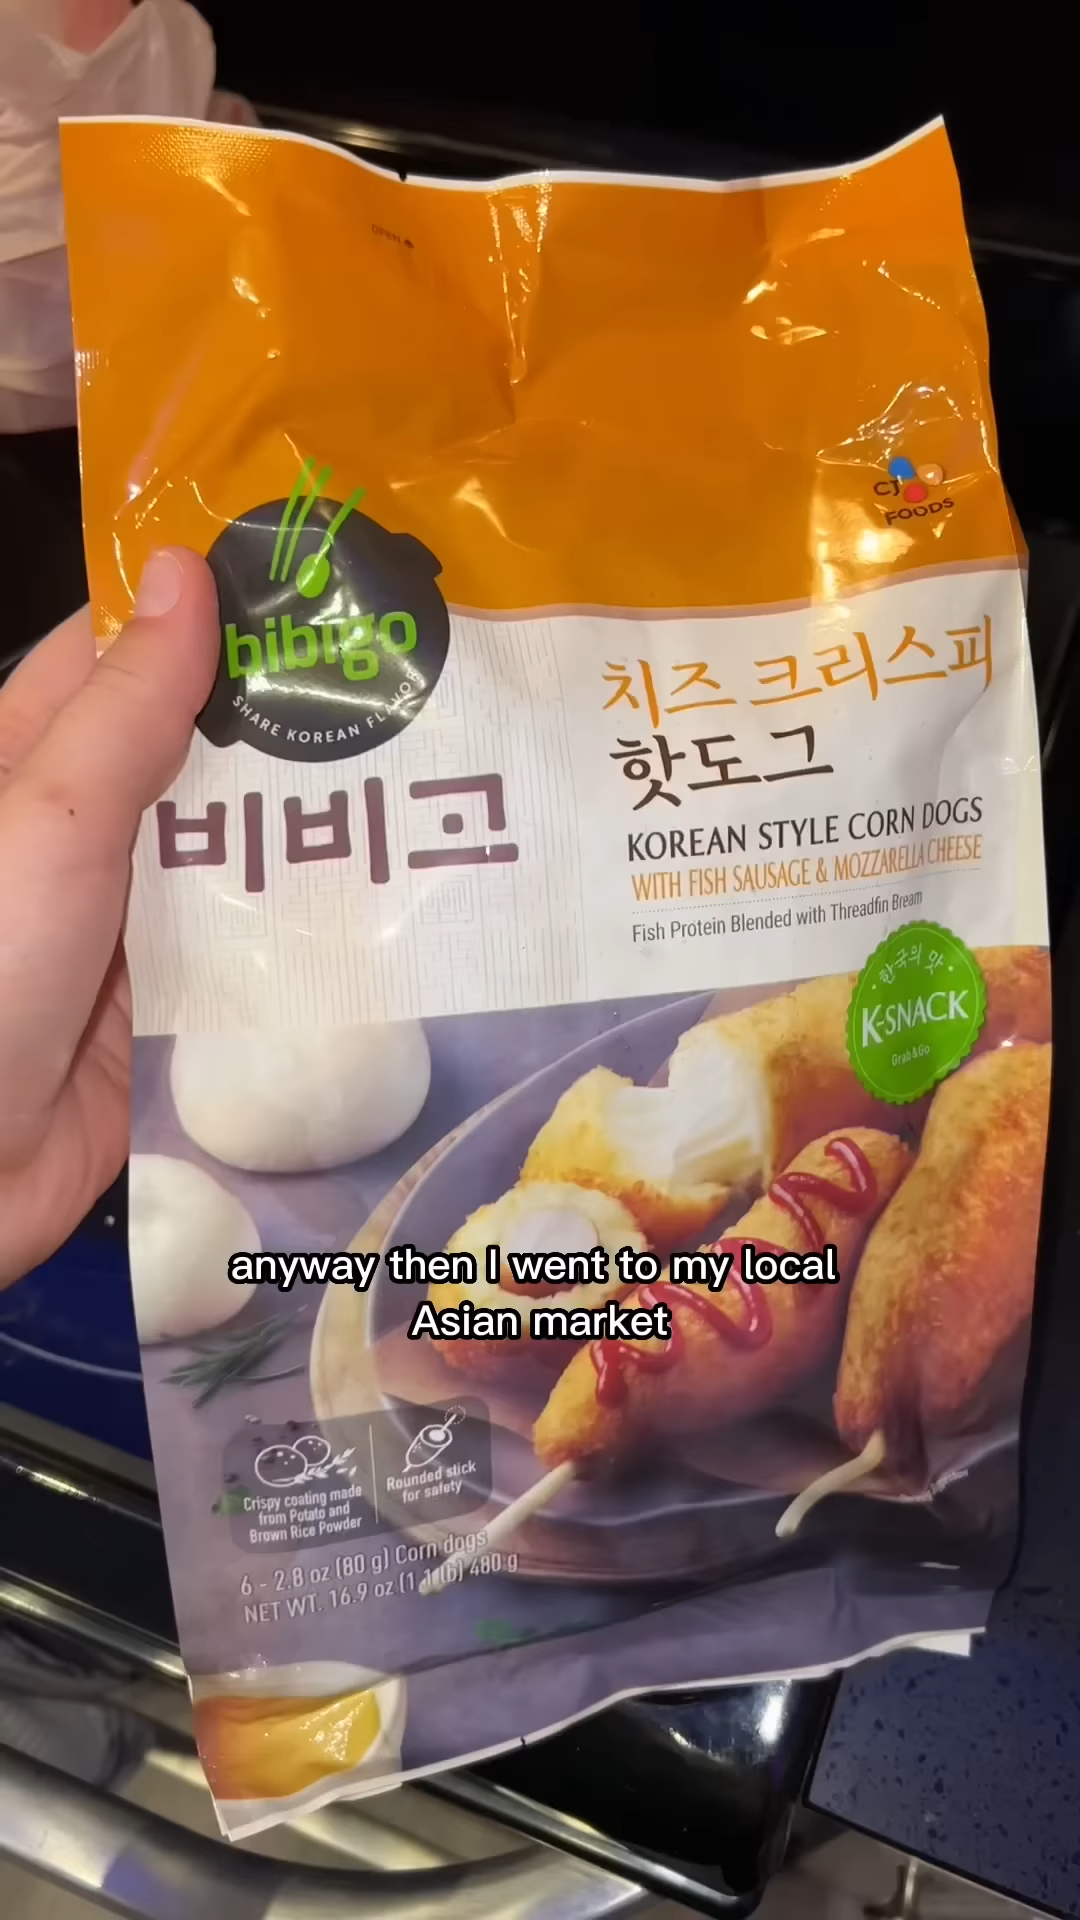 OPEN
CJ
FOODS
bibigo
SHARE KOREAN FLAVOR
비비고
치즈 크리스피
핫도그
KOREAN STYLE CORN DOGS
WITH FISH SAUSAGE & MOZZARELLA CHEESE
Fish Protein Blended with Threadfin Bream
한국의 맛
K-SNACK
Grab&Go
anyway then I went to my local
Asian market
Crispy coating made
from Potato and
Brown Rice Powder
Rounded stick
for safety
6 - 2.8 oz (80 g) Corn dogs
NET WT. 16.9 oz (1.1 lb) 480 g